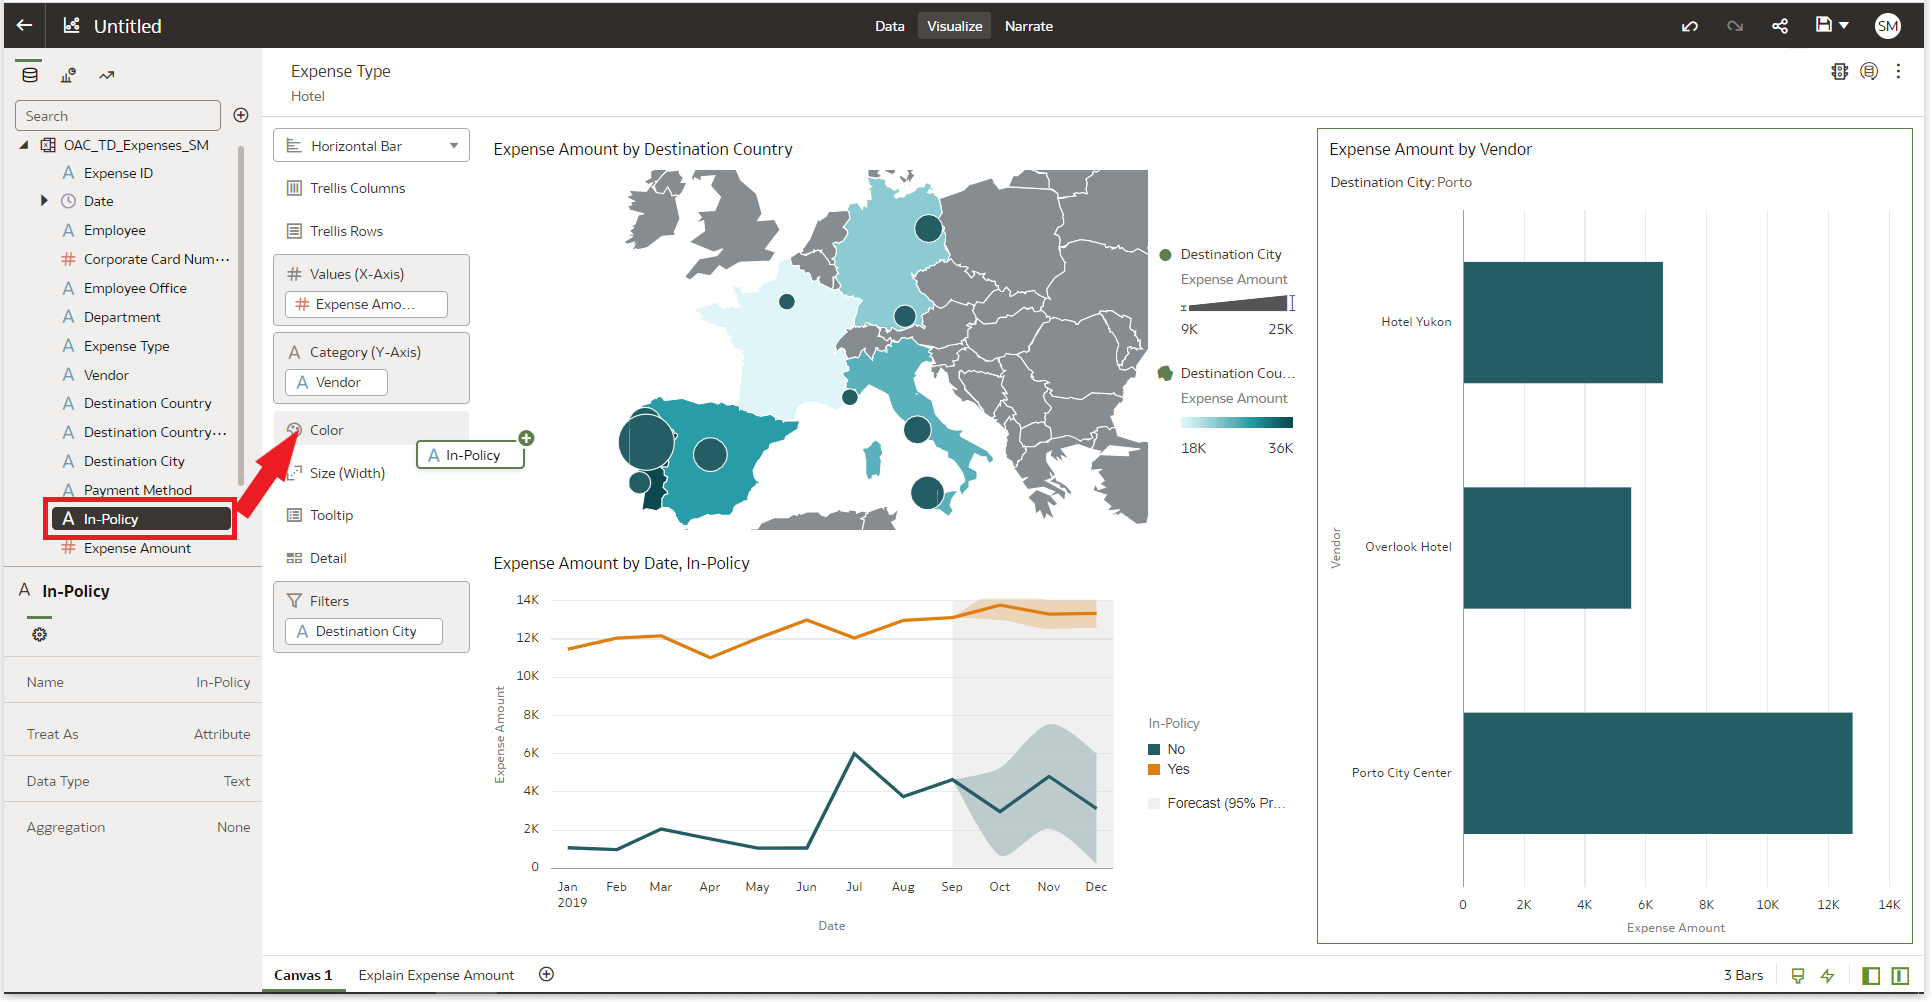 Untitled
Data
Visualize
Narrate
SM
Search
OAC_TD_Expenses_SM
Expense ID
Date
Employee
Corporate Card Num···
Employee Office
Department
Expense Type
Vendor
Destination Country
Destination Country···
Destination City
Payment Method
A In-Policy
Expense Amount
A In-Policy
Name In-Policy
Treat As Attribute
Data Type Text
Aggregation None
Expense Type
Hotel
Horizontal Bar
Trellis Columns
Trellis Rows
# Values (X-Axis)
# Expense Amo...
A Category (Y-Axis)
A Vendor
Color
A In-Policy
Size (Width)
Tooltip
Detail
Filters
A Destination City
Expense Amount by Destination Country
Destination City
Expense Amount
9K 25K
Destination Cou...
Expense Amount
18K 36K
Expense Amount by Date, In-Policy
14K
12K
10K
8K
6K
4K
2K
0
Expense Amount
Jan Feb Mar Apr May Jun Jul Aug Sep Oct Nov Dec
2019
Date
In-Policy
No
Yes
Forecast (95% Pr...
Expense Amount by Vendor
Destination City: Porto
Hotel Yukon
Overlook Hotel
Porto City Center
Vendor
0 2K 4K 6K 8K 10K 12K 14K
Expense Amount
Canvas 1
Explain Expense Amount
3 Bars